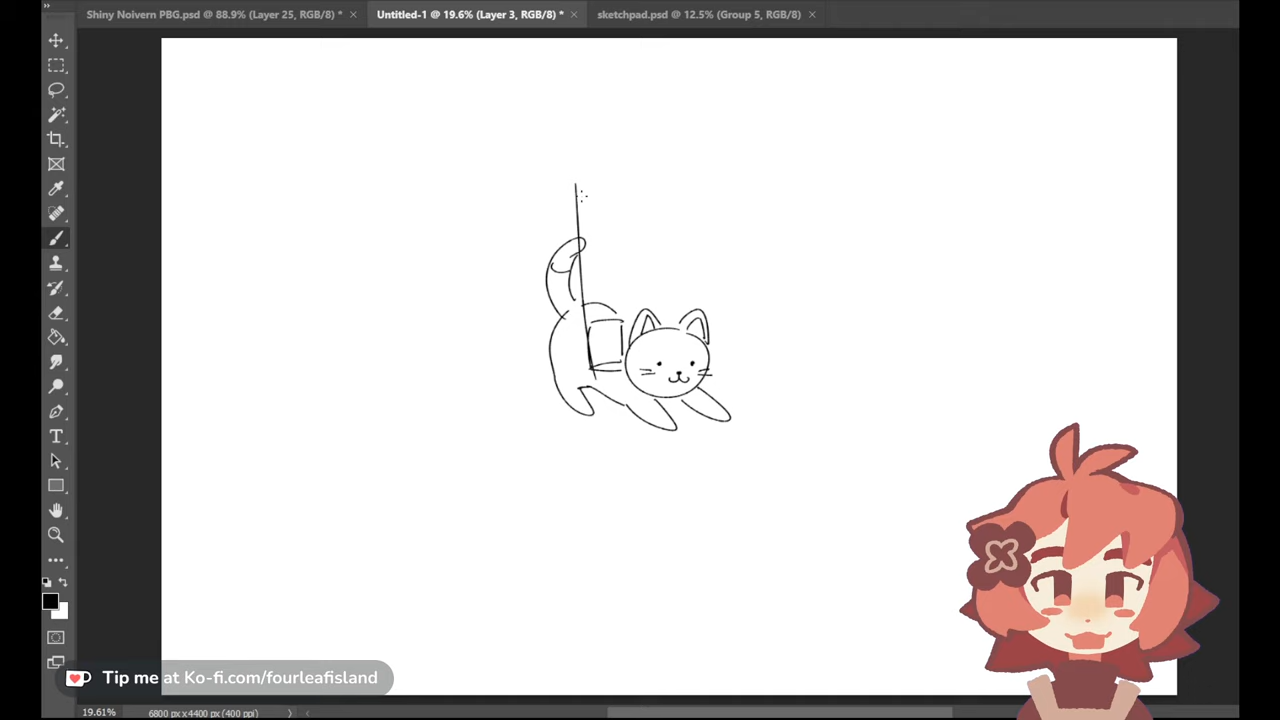 Shiny Noivern PBG.psd @ 88.9% (Layer 25, RGB/8) *
Untitled-1 @ 19.6% (Layer 3, RGB/8) *
sketchpad.psd @ 12.5% (Group 5, RGB/8)
Tip me at Ko-fi.com/fourleafisland
19.61%
6800 px x 4400 px (400 ppi)